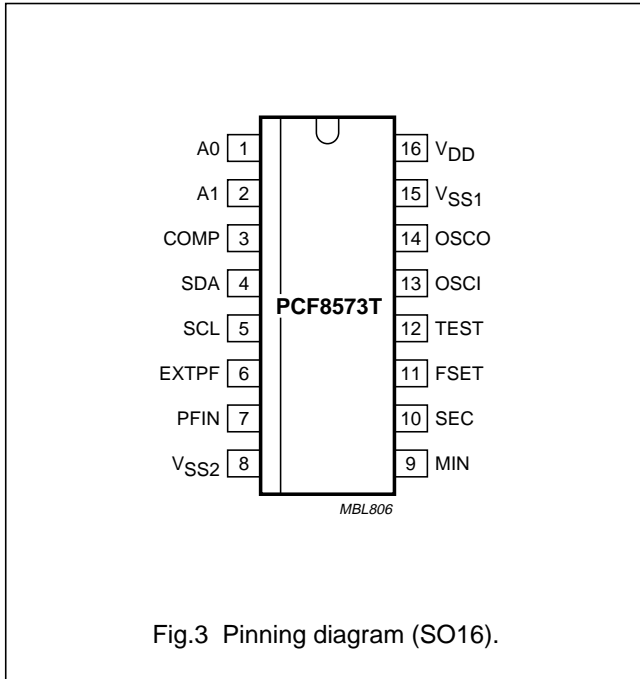 A0 1
A1 2
COMP 3
SDA 4
SCL 5
EXTPF 6
PFIN 7
VSS2 8
PCF8573T
16 VDD
15 VSS1
14 OSCO
13 OSCI
12 TEST
11 FSET
10 SEC
9 MIN
MBL806
Fig.3 Pinning diagram (SO16).